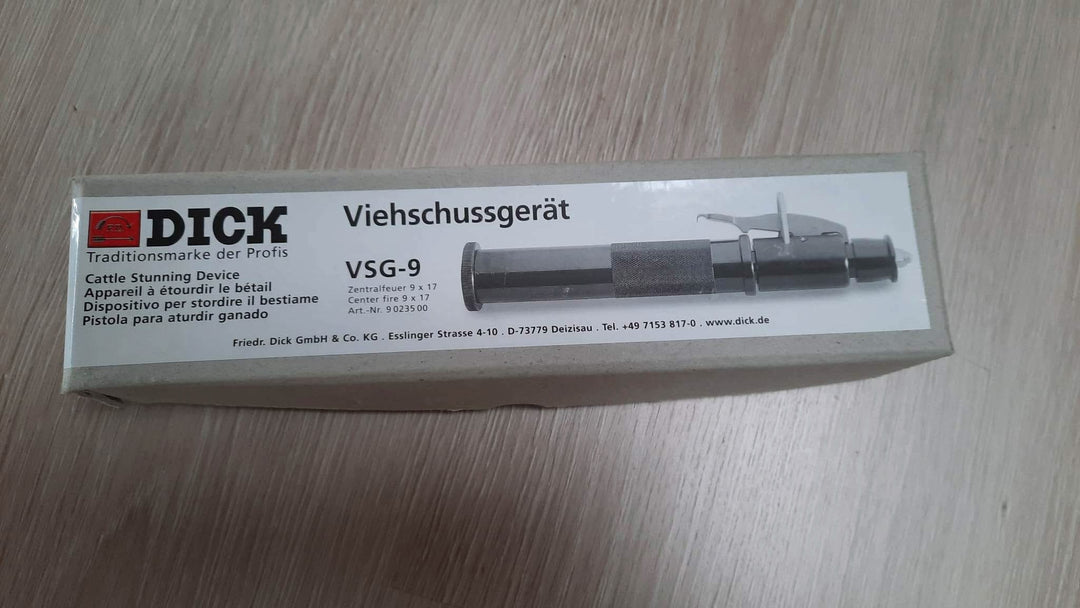 DICK
Traditionsmarke der Profis
Cattle Stunning Device
Appareil à étourdir le bétail
Dispositivo per stordire il bestiame
Pistola para aturdir ganado
Viehschussgerät
VSG-9
Zentralfeuer 9 x 17
Center fire 9 x 17
Art.-Nr. 9 023500
Friedr. Dick GmbH & Co. KG . Esslinger Strasse 4-10 . D-73779 Deizisau . Tel. +49 7153 817-0 . www.dick.de